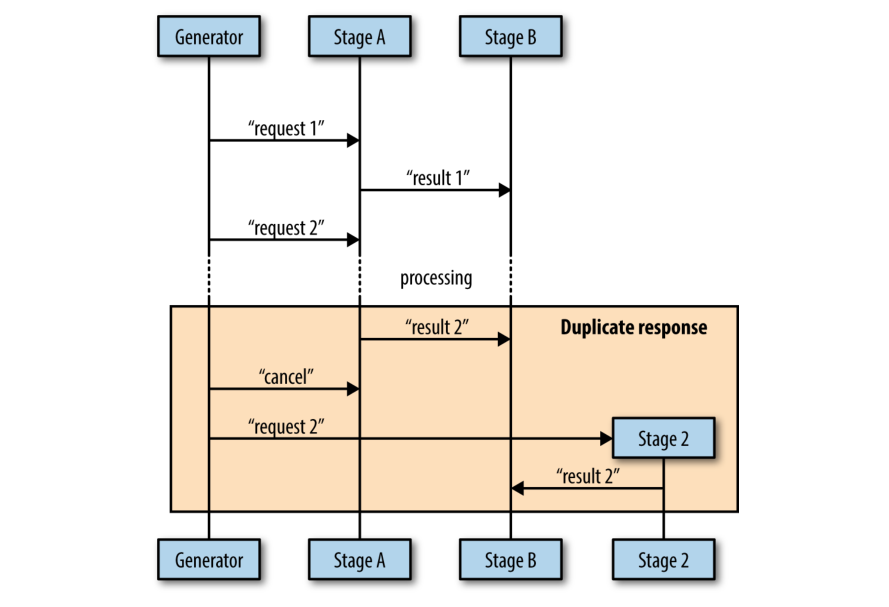 Generator Stage A Stage B
“request 1”
“result 1”
“request 2”
processing
“result 2” Duplicate response
“cancel”
“request 2” Stage 2
“result 2”
Generator Stage A Stage B Stage 2